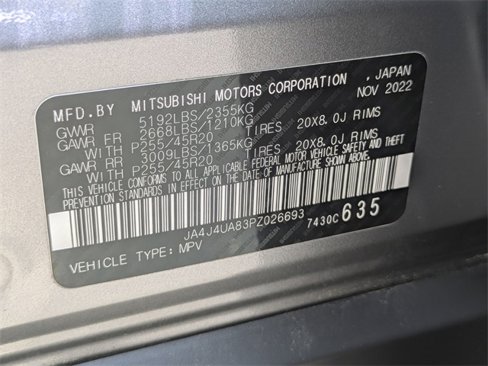 MFD.BY MITSUBISHI MOTORS CORPORATION , JAPAN
GVWR 5192LBS/2355KG NOV 2022
GAWR FR 2668LBS/1210KG
WITH P255/45R20 TIRES 20X8.0J RIMS
GAWR RR 3009LBS/1365KG
WITH P255/45R20 TIRES 20X8.0J RIMS
THIS VEHICLE CONFORMS TO ALL APPLICABLE FEDERAL MOTOR VEHICLE SAFETY, BUMPER, AND THEFT
PREVENTION STANDARDS IN EFFECT ON THE DATE OF MANUFACTURE SHOWN ABOVE.
JA4J4UA83PZ026693 7430C635
VEHICLE TYPE: MPV